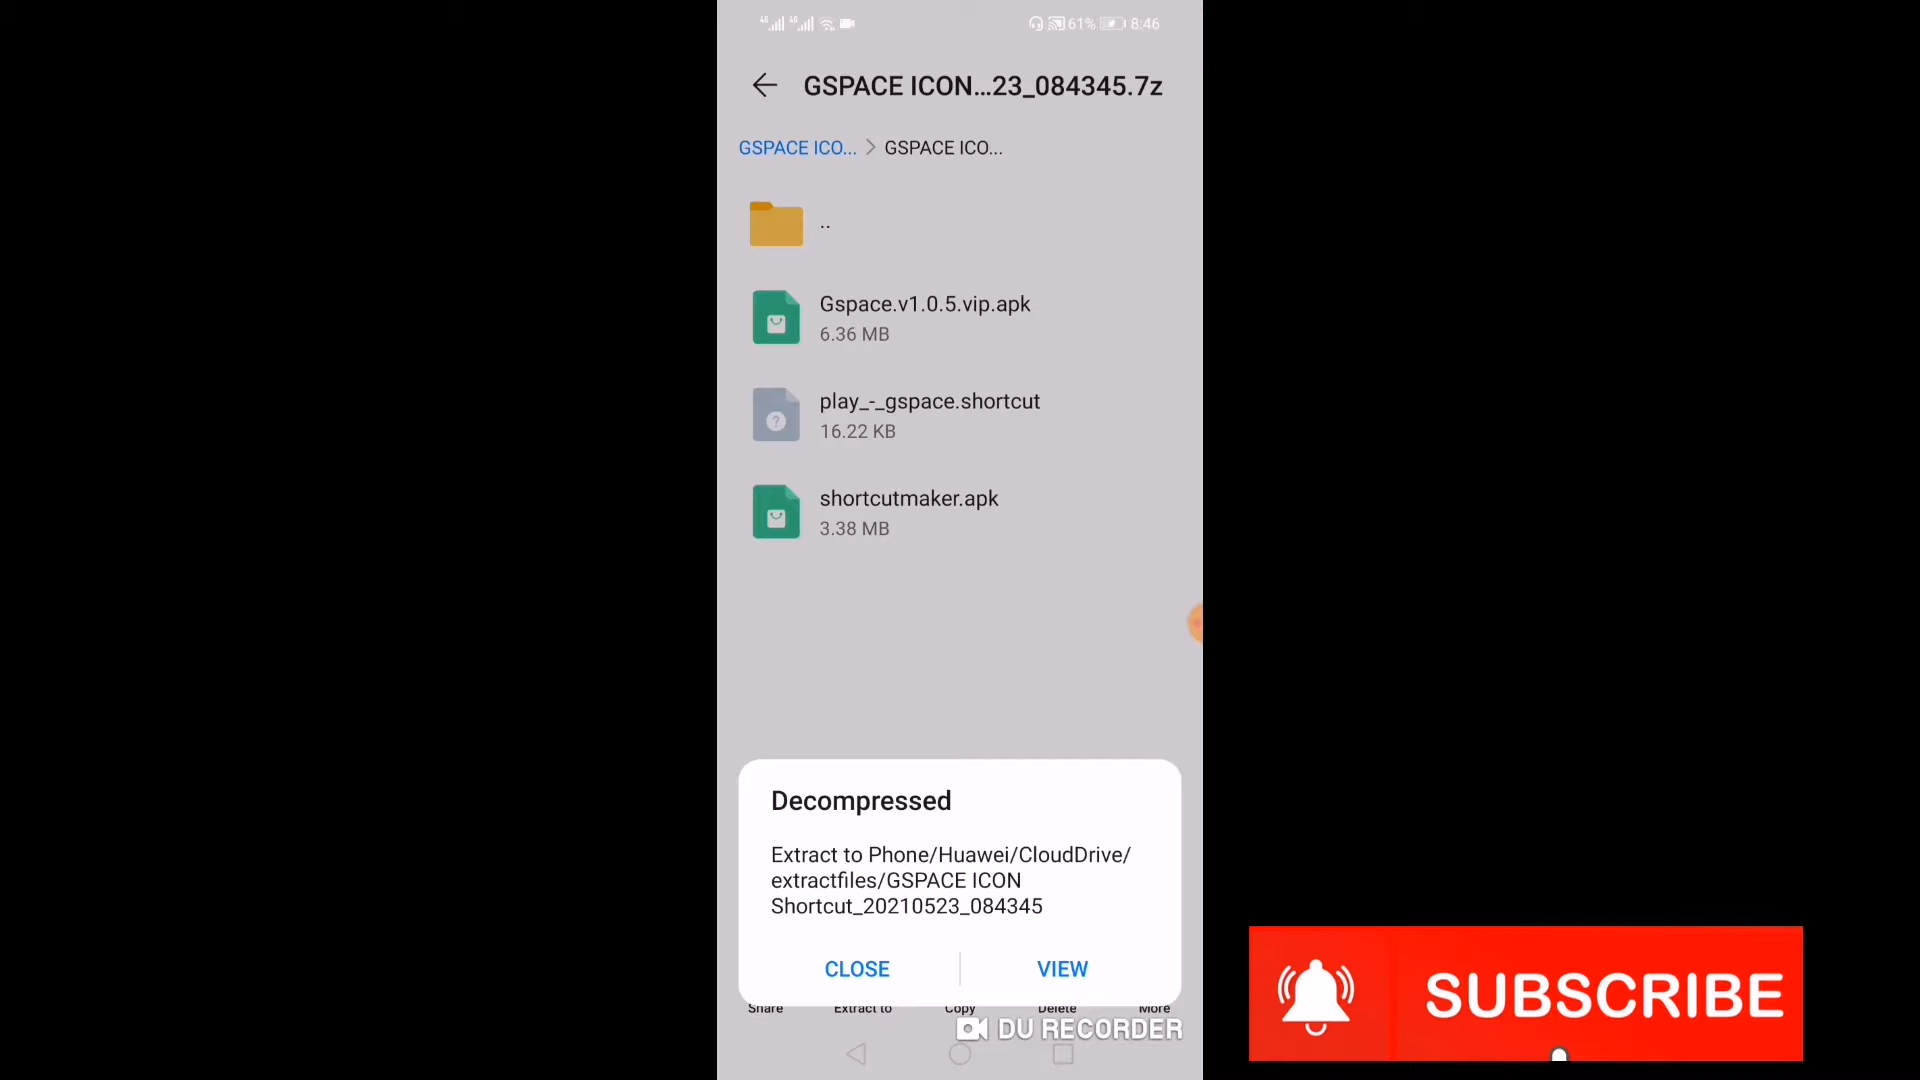 4G 4G 61% 8:46
GSPACE ICON...23_084345.7z
GSPACE ICO... > GSPACE ICO...
..
Gspace.v1.0.5.vip.apk
6.36 MB
play_-_gspace.shortcut
16.22 KB
?
shortcutmaker.apk
3.38 MB
Decompressed
Extract to Phone/Huawei/CloudDrive/
extractfiles/GSPACE ICON
Shortcut_20210523_084345
CLOSE VIEW
Share Extract to Copy Delete More
DU RECORDER
SUBSCRIBE